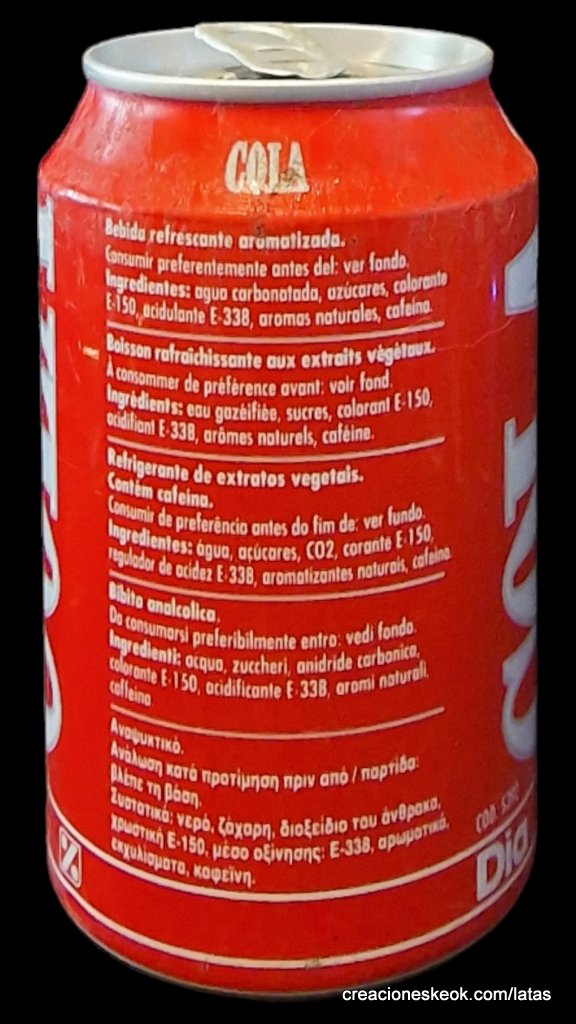 COLA
Bebida refrescante aromatizada.
Consumir preferentemente antes del: ver fondo.
Ingredientes: agua carbonatada, azúcares, colorante
E-150, acidulante E-338, aromas naturales, cafeína.
Boisson rafraîchissante aux extraits végétaux.
À consommer de préférence avant: voir fond.
Ingrédients: eau gazéifiée, sucres, colorant E-150,
acidifiant E-338, arômes naturels, caféine.
Refrigerante de extratos vegetais.
Contém cafeína.
Consumir de preferência antes do fim de: ver fundo.
Ingredientes: água, açúcares, CO2, corante E-150,
regulador de acidez E-338, aromatizantes naturais, cafeína
Bibita analcolica.
Da consumarsi preferibilmente entro: vedi fondo.
Ingredienti: acqua, zuccheri, anidride carbonica,
colorante E-150, acidificante E-338, aromi naturali,
caffeina
Αναψυκτικό.
Ανάλωση κατά προτίμηση πριν από / παρτίδα:
βλέπε τη βάση.
Συστατικά: νερό, ζάχαρη, διοξείδιο του άνθρακα,
χρωστική E-150, μέσο οξίνησης: E-338, αρωματικά,
εκχυλίσματα, καφεΐνη.
COLA
COD.
%
Dia
creacioneskeok.com/latas